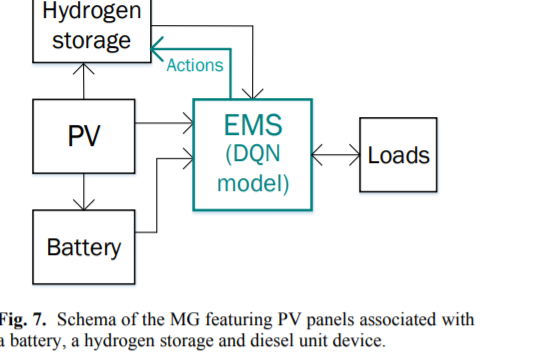 Hydrogen
storage
Actions
PV
EMS
(DQN
model)
Loads
Battery
Fig. 7. Schema of the MG featuring PV panels associated with
a battery, a hydrogen storage and diesel unit device.